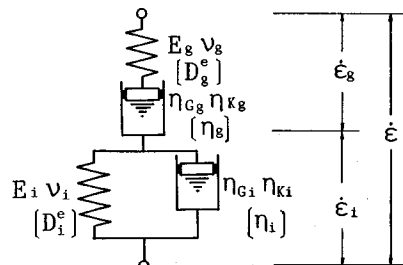 E_g ν_g
[D_g^e]
η_Gg η_Kg
[η_g]
E_i ν_i
[D_i^e]
η_Gi η_Ki
[η_i]
ε̇_g
ε̇_i
ε̇